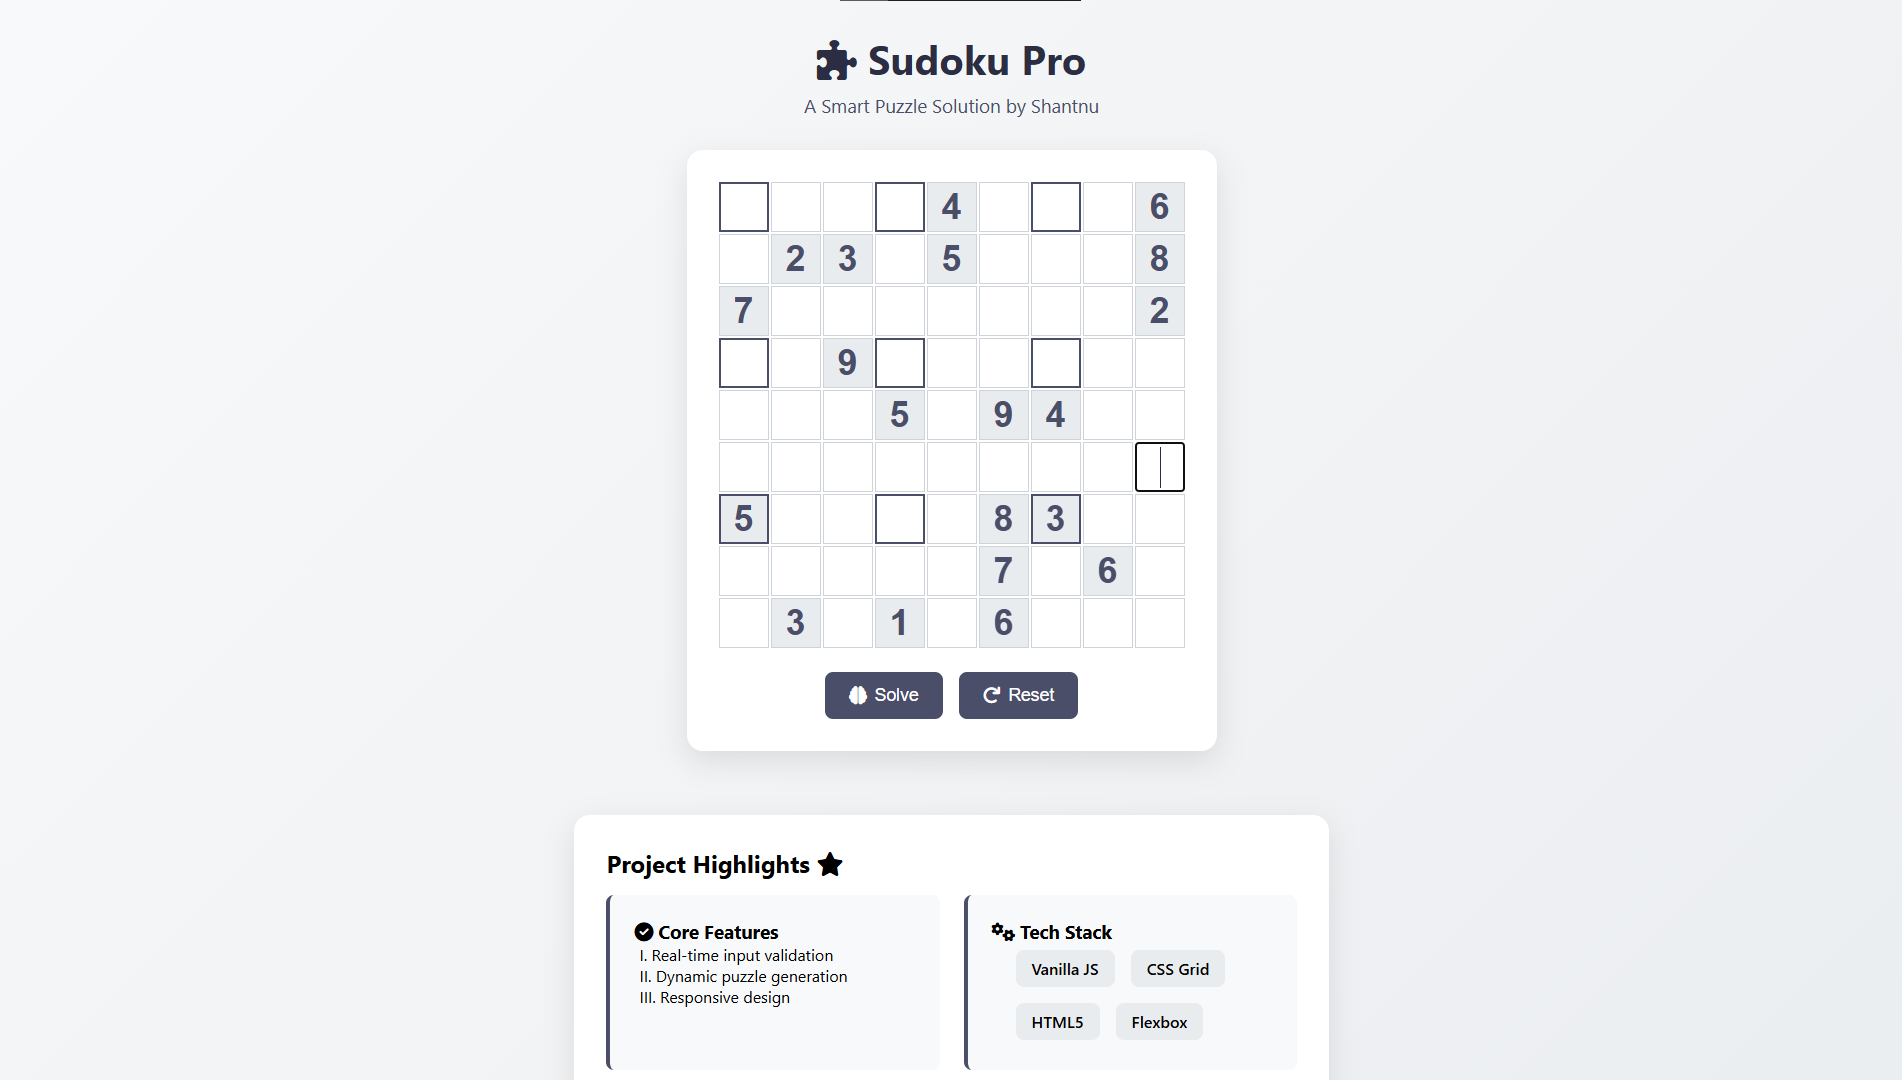 Sudoku Pro
A Smart Puzzle Solution by Shantnu
4 6
2 3 5 8
7 2
9
5 9 4
5 8 3
7 6
3 1 6
Solve Reset
Project Highlights
Core Features
I. Real-time input validation
II. Dynamic puzzle generation
III. Responsive design
Tech Stack
Vanilla JS CSS Grid
HTML5 Flexbox